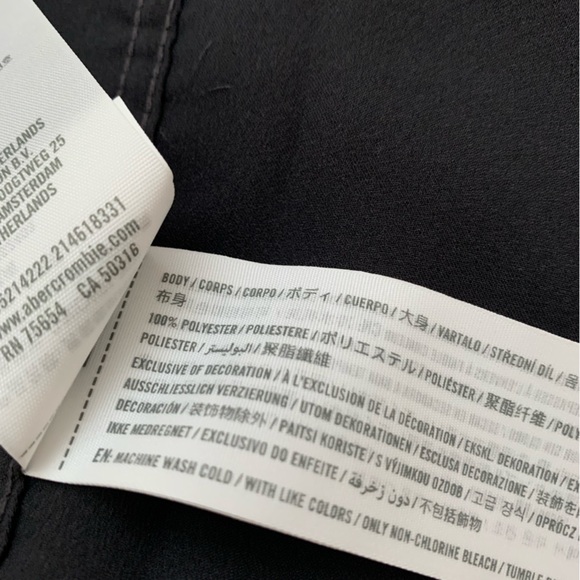 HERLANDS
N B.V.
OOGTWEG 25
AMSTERDAM
HERLANDS
5214222 214618331
www.abercrombie.com
RN 75654 CA 50316
BODY / CORPS / CORPO / ボディ / CUERPO / 大身 / VARTALO / STŘEDNÍ DÍL /
布身
100% POLYESTER / POLIESTERE / ポリエステル / POLIÉSTER / 聚酯纤维 / POLY
POLIESTER / البوليستر / 聚脂纖維
EXCLUSIVE OF DECORATION / À L'EXCLUSION DE LA DÉCORATION / EKSKL. DEKORATION / EX
AUSSCHLIESSLICH VERZIERUNG / UTOM DEKORATIONEN / ESCLUSA DECORAZIONE / 装飾を
DECORACIÓN / 装饰物除外 / PAITSI KORISTE / S VÝJIMKOU OZDOB / 고급 장식 / OPRÓCZ
IKKE MEDREGNET / EXCLUSIVO DO ENFEITE / دون زخرفة / 不包括飾物
EN- MACHINE WASH COLD / WITH LIKE COLORS / ONLY NON-CHLORINE BLEACH / TUMBLE D